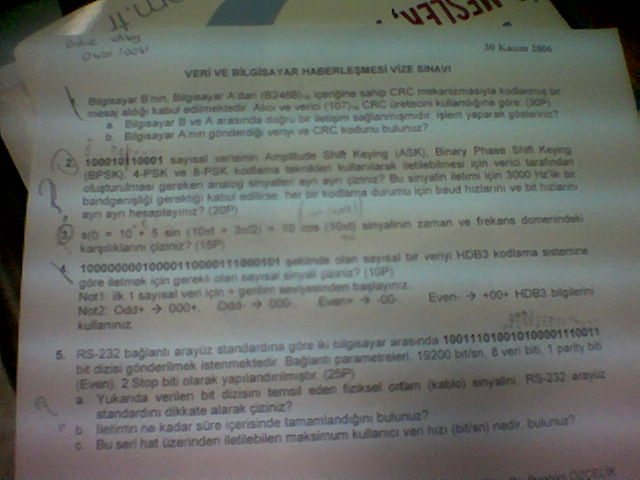 30 Kasım 2006
VERİ VE BİLGİSAYAR HABERLEŞMESİ VİZE SINAVI
Bilgisayar B'nin, Bilgisayar A'dan (B246B) içeriğine sahip CRC mekanizmasıyla kodlanmış bir
mesaj aldığı kabul edilmektedir. Alıcı ve verici (107) CRC üretecini kullandığına göre. (30P)
a. Bilgisayar B ve A arasında doğru bir iletişim sağlanmışmıdır. İşlem yaparak gösteriniz?
b. Bilgisayar A'nın gönderdiği veriyi ve CRC kodunu bulunuz?
2. 100010110001 sayısal verisinin Amplitude Shift Keying (ASK), Binary Phase Shift Keying
(BPSK), 4-PSK ve 8-PSK kodlama teknikleri kullanılarak iletilebilmesi için verici tarafından
oluşturulması gereken analog sinyalleri ayrı ayrı çiziniz? Bu sinyalin iletimi için 3000 Hz'lik bir
bandgenişliği gerektiği kabul edilirse, her bir kodlama durumu için baud hızlarını ve bit hızlarını
ayrı ayrı hesaplayınız? (20P)
3. s(t) = 10 + 5 sin (10πt + 3π/2) = cos (10πt) sinyalinin zaman ve frekans domenindeki
karşılıklarını çiziniz? (15P)
4. şeklinde olan sayısal bir veriyi HDB3 kodlama sistemine
göre iletmek için gerekli olan sayısal sinyali çiziniz? (10P)
Not1: İlk 1 sayısal veri için + gerilim seviyesinden başlayınız.
Not2: Odd+ → 000+, Odd- → 000-, Even+ → -00-, Even- → +00+ HDB3 bilgilerini
kullanınız.
5. RS-232 bağlantı arayüz standardına göre iki bilgisayar arasında 100111010010100001110011
bit dizisi gönderilmek istenmektedir. Bağlantı parametreleri, 19200 bit/sn, 8 veri biti, 1 parity biti
(Even), 2 Stop biti olarak yapılandırılmıştır. (25P)
a. Yukarıda verilen bit dizisini temsil eden fiziksel ortam (kablo) sinyalini, RS-232 arayüz
standardını dikkate alarak çiziniz?
b. İletimin ne kadar süre içerisinde tamamlandığını bulunuz?
c. Bu seri hat üzerinden iletilebilen maksimum kullanıcı veri hızı (bit/sn) nedir, bulunuz?